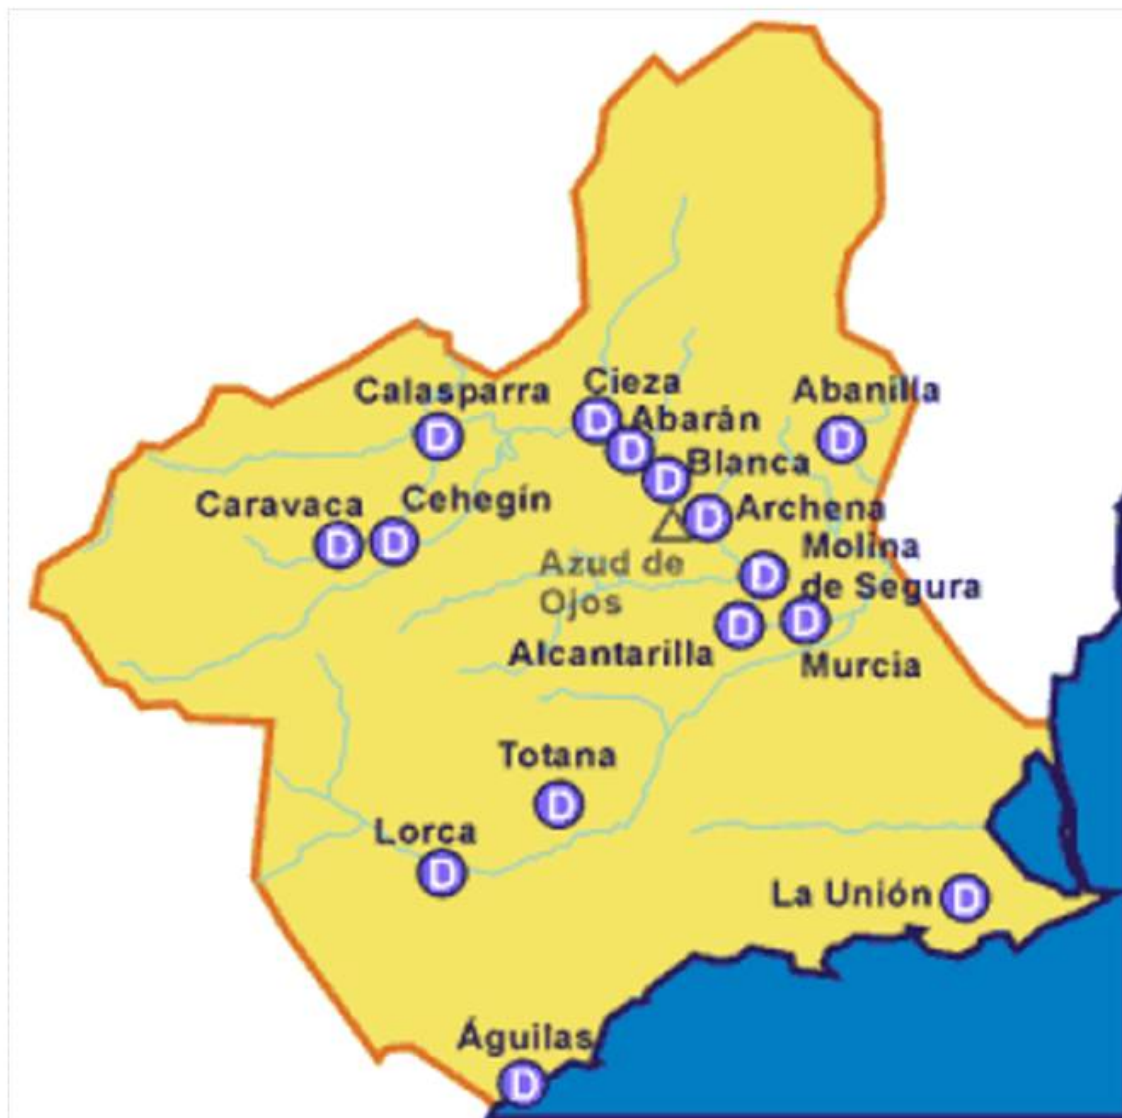 Calasparra
D
Cieza
D
Abarán
D
Abanilla
D
Blanca
D
Caravaca
D
Cehegín
D
Archena
D
Azud de
Ojos
Molina
de Segura
D
Alcantarilla
D
Murcia
D
Totana
D
Lorca
D
La Unión
D
Águilas
D